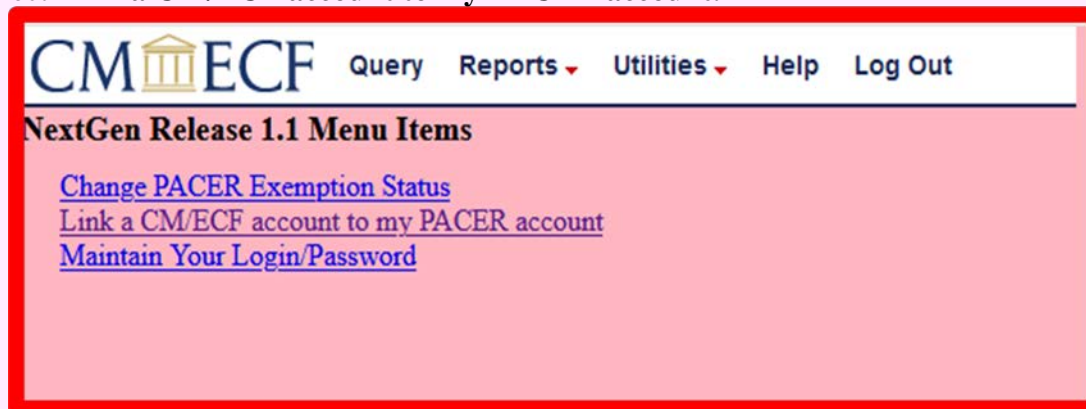 CM ECF Query Reports Utilities Help Log Out
NextGen Release 1.1 Menu Items
Change PACER Exemption Status
Link a CM/ECF account to my PACER account
Maintain Your Login/Password